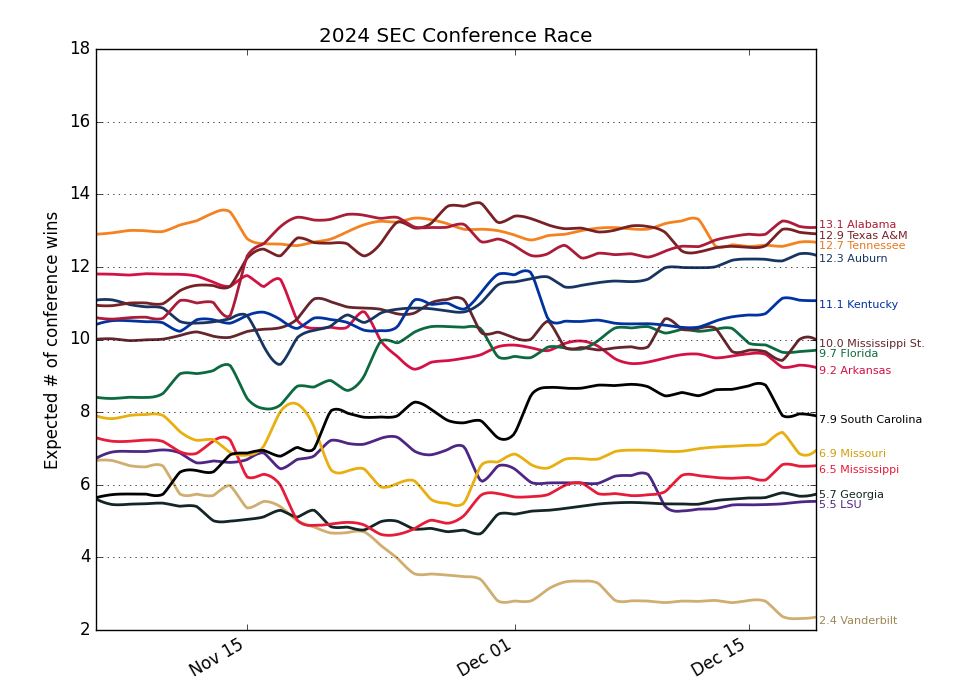 2024 SEC Conference Race
Expected # of conference wins
18
16
14
12
10
8
6
4
2
13.1 Alabama
12.9 Texas A&M
12.7 Tennessee
12.3 Auburn
11.1 Kentucky
10.0 Mississippi St.
9.7 Florida
9.2 Arkansas
7.9 South Carolina
6.9 Missouri
6.5 Mississippi
5.7 Georgia
5.5 LSU
2.4 Vanderbilt
Nov 15
Dec 01
Dec 15